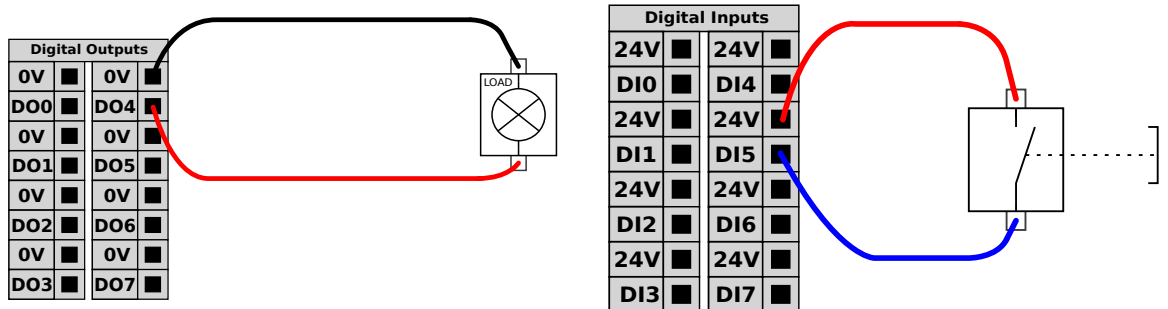 Digital Outputs
0V 0V
DO0 DO4
0V 0V
DO1 DO5
0V 0V
DO2 DO6
0V 0V
DO3 DO7
LOAD
Digital Inputs
24V 24V
DI0 DI4
24V 24V
DI1 DI5
24V 24V
DI2 DI6
24V 24V
DI3 DI7